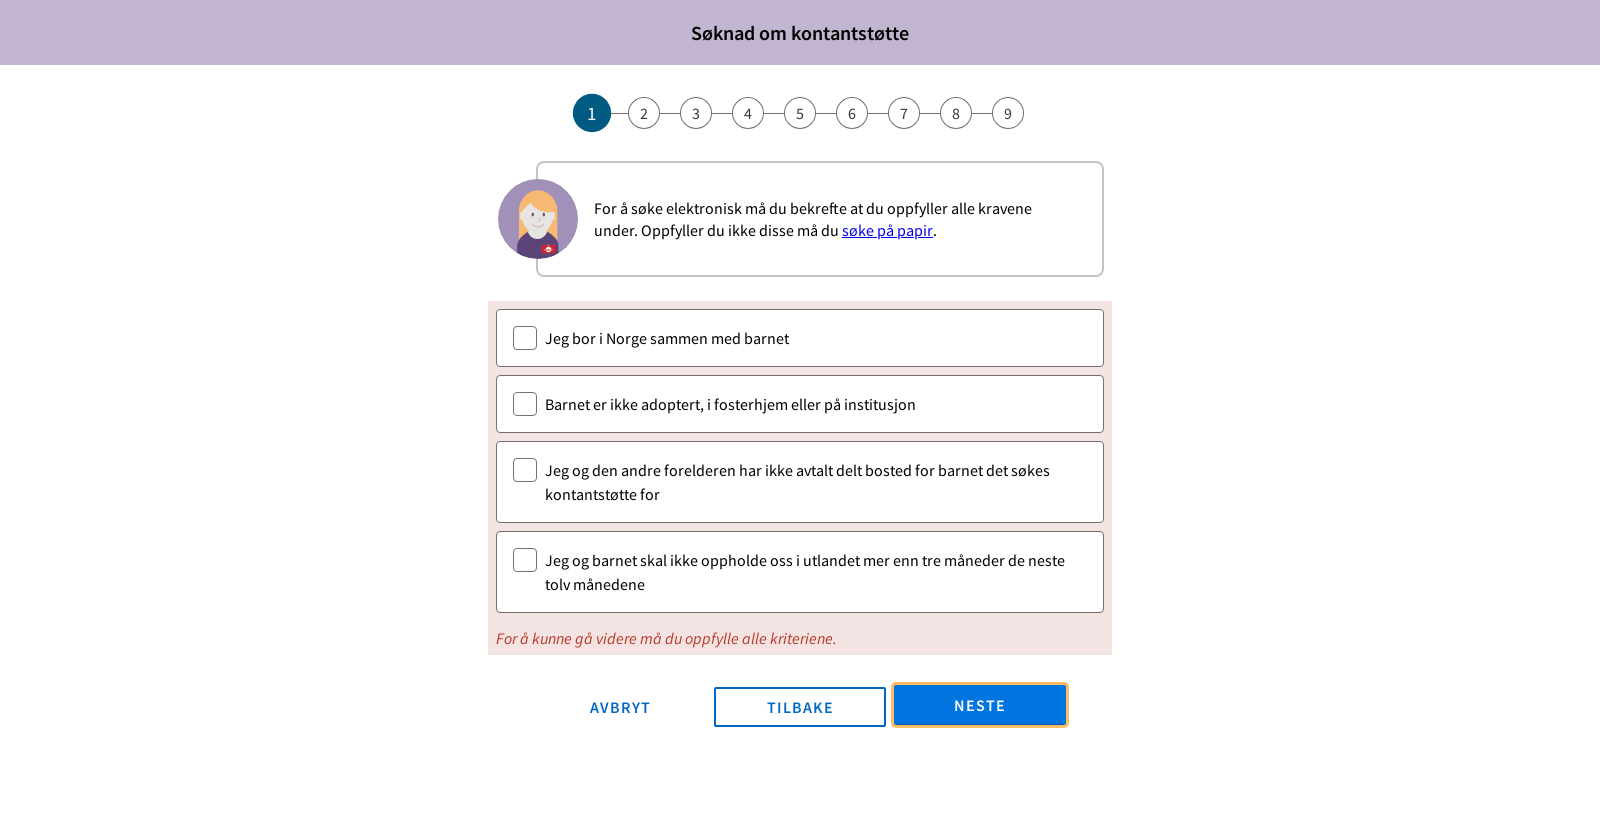 Søknad om kontantstøtte
1 2 3 4 5 6 7 8 9
For å søke elektronisk må du bekrefte at du oppfyller alle kravene
under. Oppfyller du ikke disse må du søke på papir.
Jeg bor i Norge sammen med barnet
Barnet er ikke adoptert, i fosterhjem eller på institusjon
Jeg og den andre forelderen har ikke avtalt delt bosted for barnet det søkes
kontantstøtte for
Jeg og barnet skal ikke oppholde oss i utlandet mer enn tre måneder de neste
tolv månedene
For å kunne gå videre må du oppfylle alle kriteriene.
AVBRYT TILBAKE NESTE